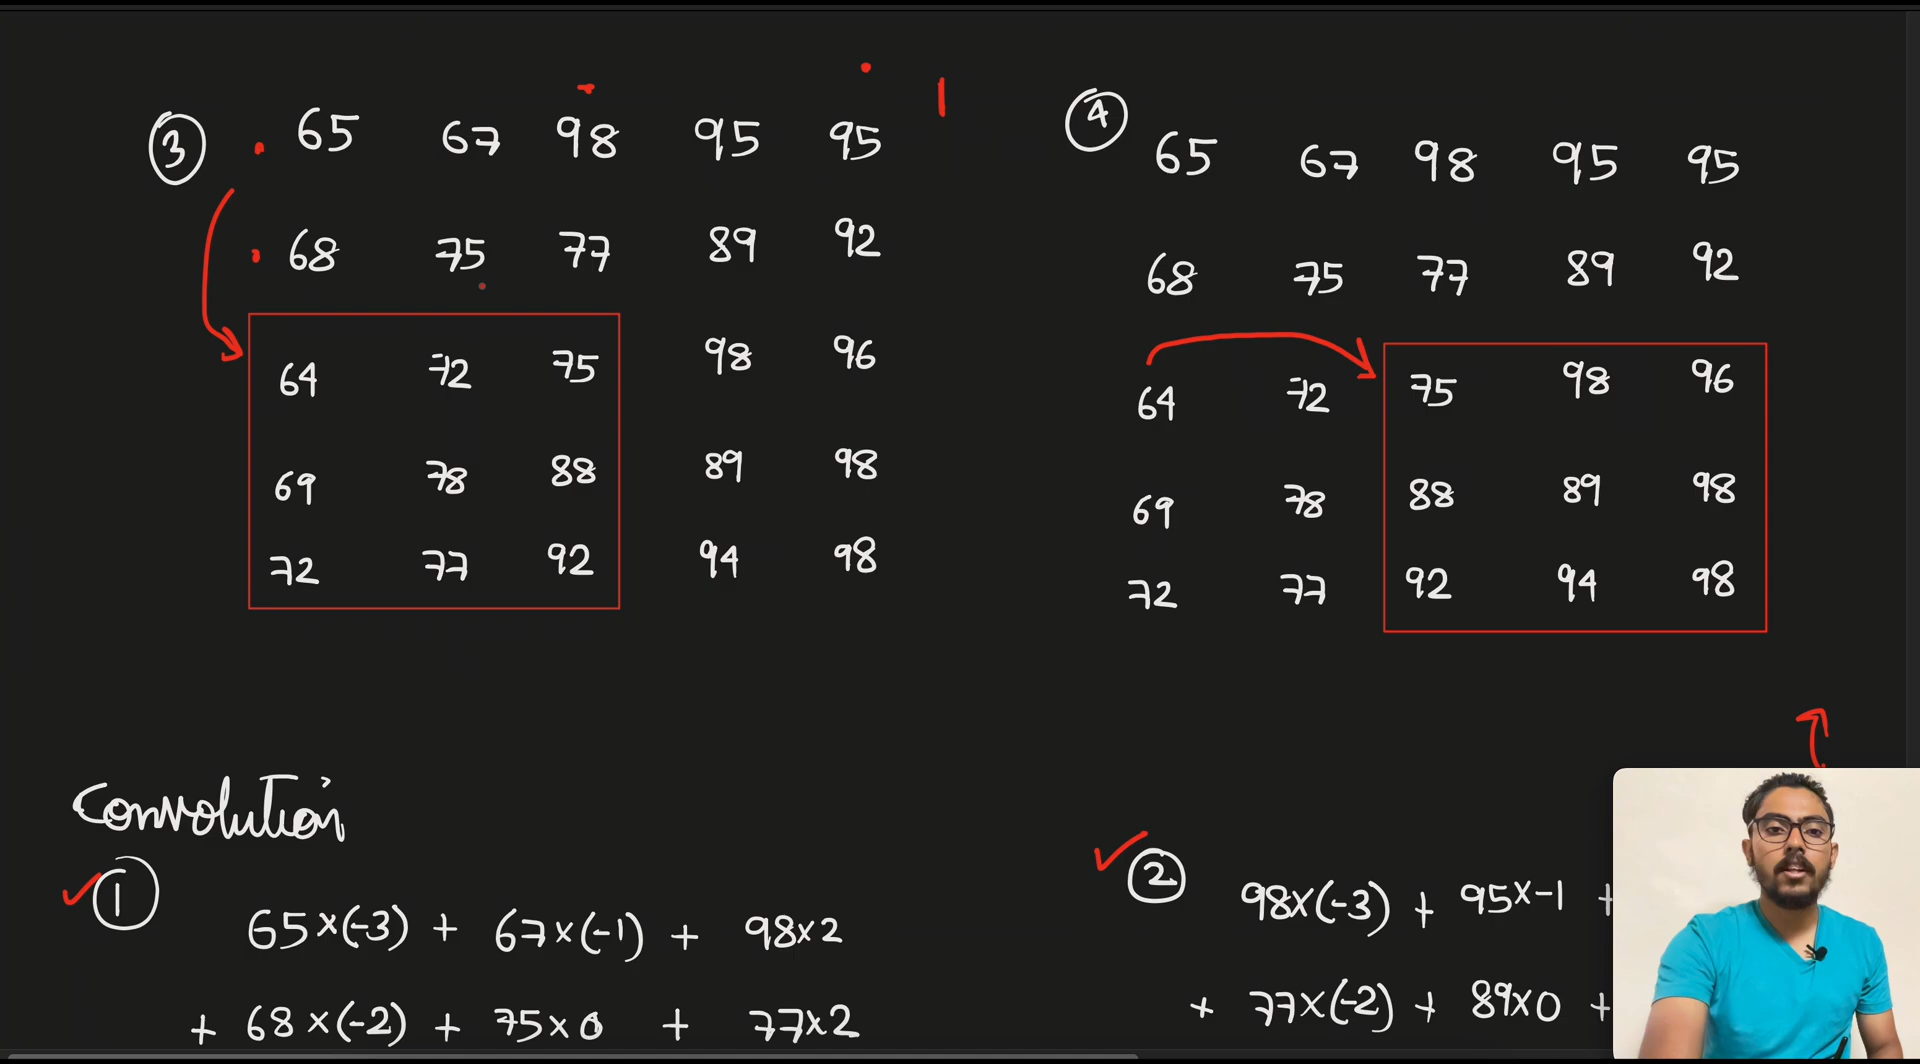 ③ 65 67 98 95 95
68 75 77 89 92
64 72 75 98 96
69 78 88 89 98
72 77 92 94 98
④ 65 67 98 95 95
68 75 77 89 92
64 72 75 98 96
69 78 88 89 98
72 77 92 94 98
Convolution
① 65×(-3) + 67×(-1) + 98×2
+ 68×(-2) + 75×0 + 77×2
② 98×(-3) + 95×-1 +
+ 77×(-2) + 89×0 +